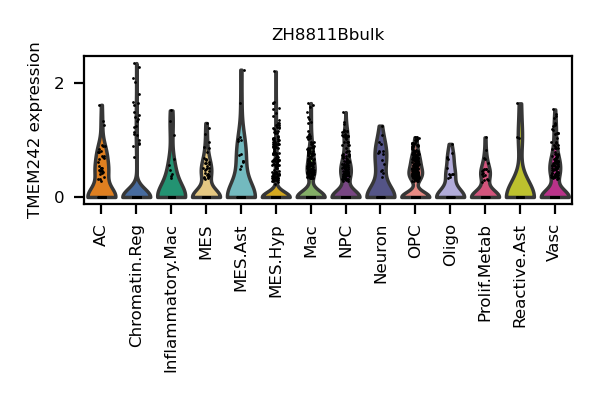 ZH8811Bbulk
TMEM242 expression
2
0
AC
Chromatin.Reg
Inflammatory.Mac
MES
MES.Ast
MES.Hyp
Mac
NPC
Neuron
OPC
Oligo
Prolif.Metab
Reactive.Ast
Vasc